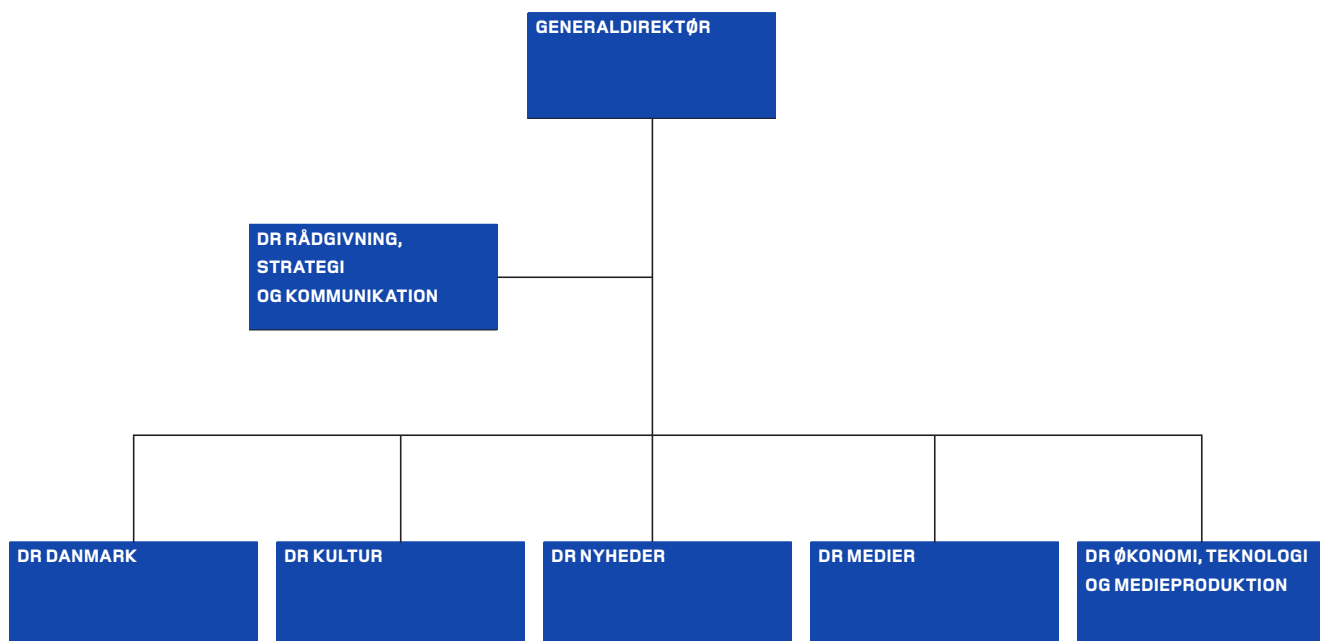 GENERALDIREKTØR
DR RÅDGIVNING,
STRATEGI
OG KOMMUNIKATION
DR DANMARK
DR KULTUR
DR NYHEDER
DR MEDIER
DR ØKONOMI, TEKNOLOGI
OG MEDIEPRODUKTION